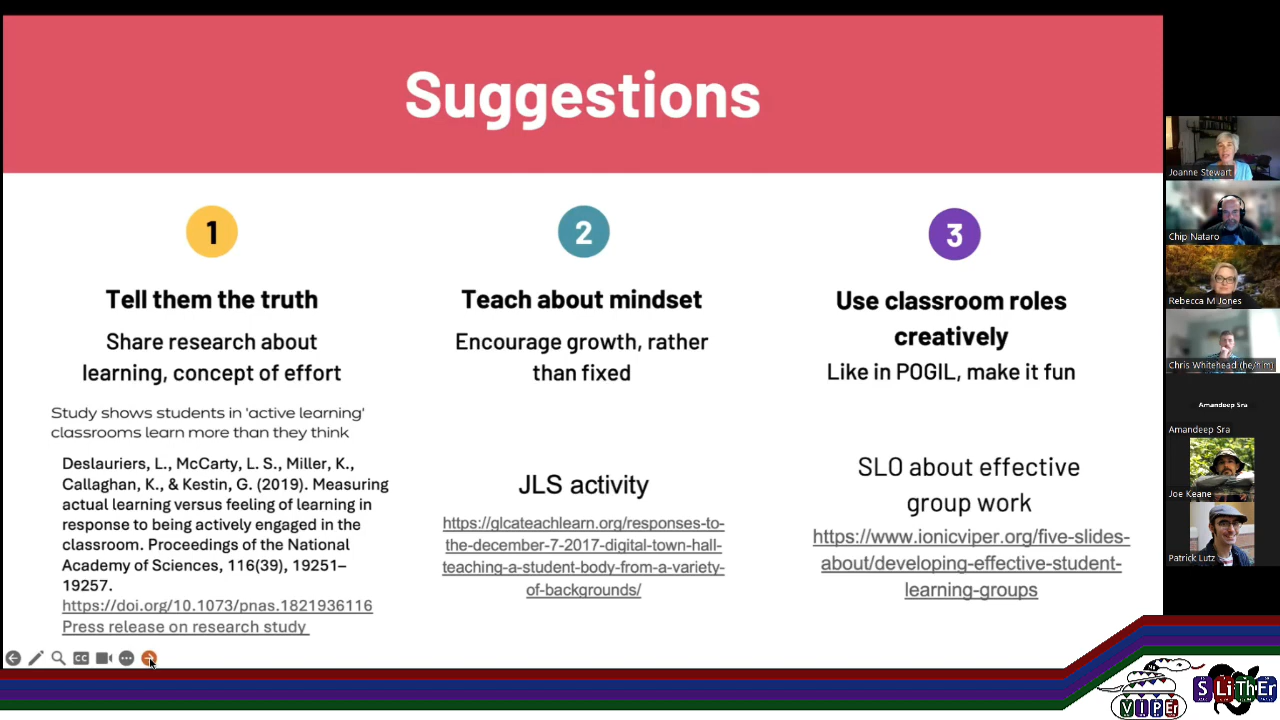 Suggestions
1
Tell them the truth
Share research about
learning, concept of effort
Study shows students in 'active learning'
classrooms learn more than they think
Deslauriers, L., McCarty, L. S., Miller, K.,
Callaghan, K., & Kestin, G. (2019). Measuring
actual learning versus feeling of learning in
response to being actively engaged in the
classroom. Proceedings of the National
Academy of Sciences, 116(39), 19251–
19257.
https://doi.org/10.1073/pnas.1821936116
Press release on research study
2
Teach about mindset
Encourage growth, rather
than fixed
JLS activity
https://glcateachlearn.org/responses-to-
the-december-7-2017-digital-town-hall-
teaching-a-student-body-from-a-variety-
of-backgrounds/
3
Use classroom roles
creatively
Like in POGIL, make it fun
SLO about effective
group work
https://www.ionicviper.org/five-slides-
about/developing-effective-student-
learning-groups
Joanne Stewart
Chip Nataro
Rebecca M Jones
Chris Whitehead (he/him)
Amandeep Sra
Amandeep Sra
Joe Keane
Patrick Lutz
CC
VIPEr
SLiThEr